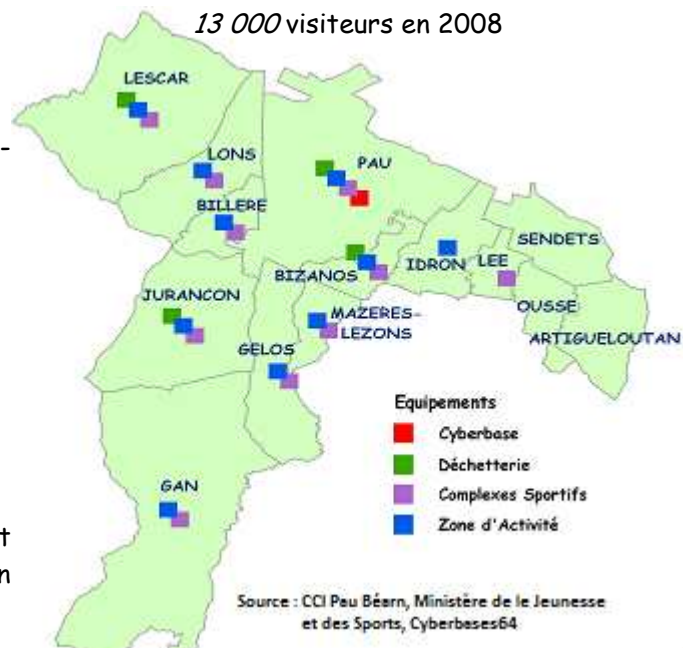 13 000 visiteurs en 2008
LESCAR
-
LONS
PAU
BILLERE
SENDETS
BIZANOS
IDRON
LEE
JURANCON
OUSSE
MAZERES-
LEZONS
ARTIGUELOUTAN
GELOS
Equipements
Cyberbase
Déchetterie
GAN
Complexes Sportifs
t
Zone d'Activité
n
Source : CCI Pau Béarn, Ministère de le Jeunesse
et des Sports, Cyberbases64